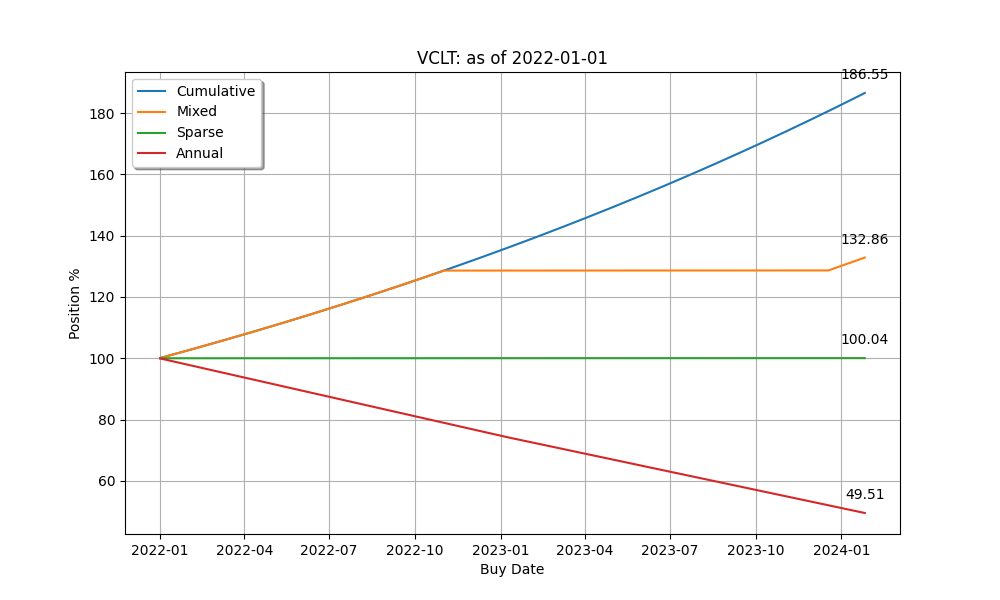 VCLT: as of 2022-01-01
186.55
Cumulative
Mixed
Sparse
Annual
180
160
140
132.86
120
100
100.04
80
60
49.51
Position %
2022-01 2022-04 2022-07 2022-10 2023-01 2023-04 2023-07 2023-10 2024-01
Buy Date